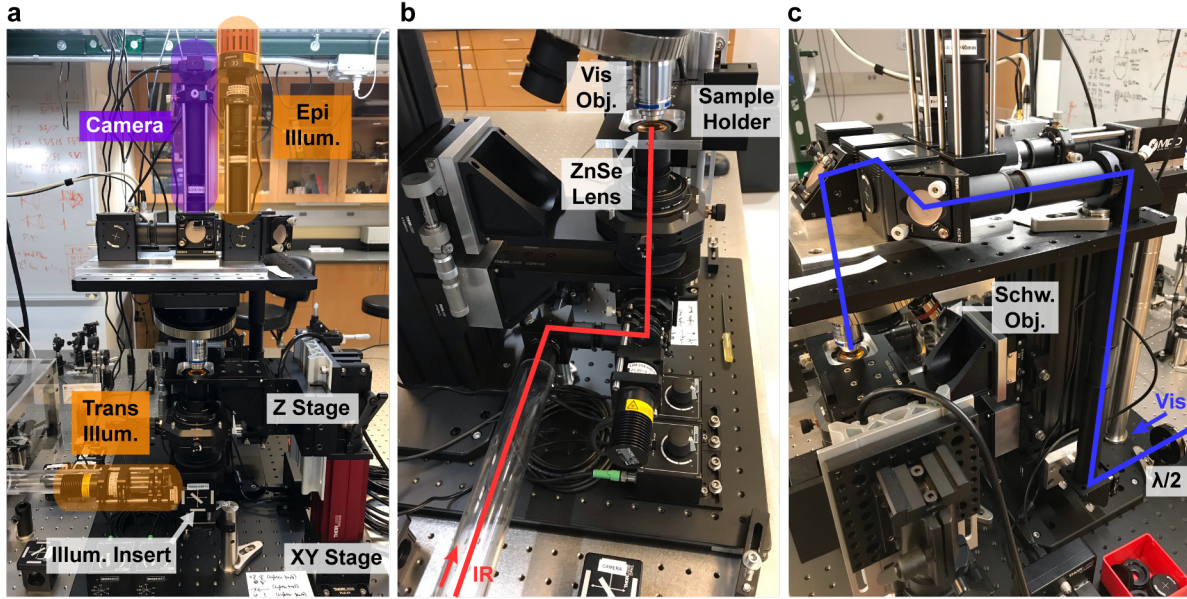 a
Camera
Epi
Illum.
Trans
Illum.
Z Stage
Illum. Insert
XY Stage
b
Vis
Obj.
Sample
Holder
ZnSe
Lens
IR
CAMERA
c
Schw.
Obj.
Vis
λ/2